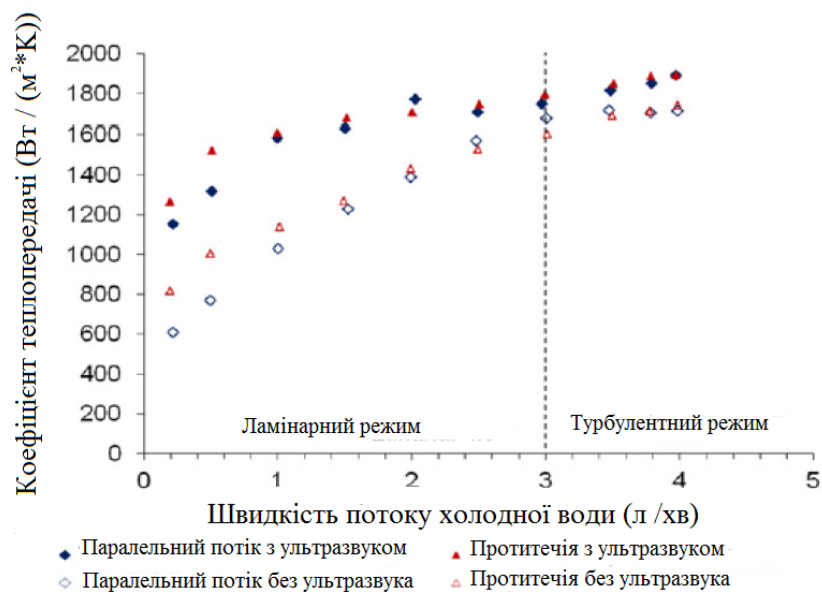 Коефіцієнт теплопередачі (Вт / (м²*К))
2000
1800
1600
1400
1200
1000
800
600
400
200
0
Ламінарний режим
Турбулентний режим
0 1 2 3 4 5
Швидкість потоку холодної води (л /хв)
Паралельний потік з ультразвуком
Протитечія з ультразвуком
Паралельний потік без ультразвука
Протитечія без ультразвука